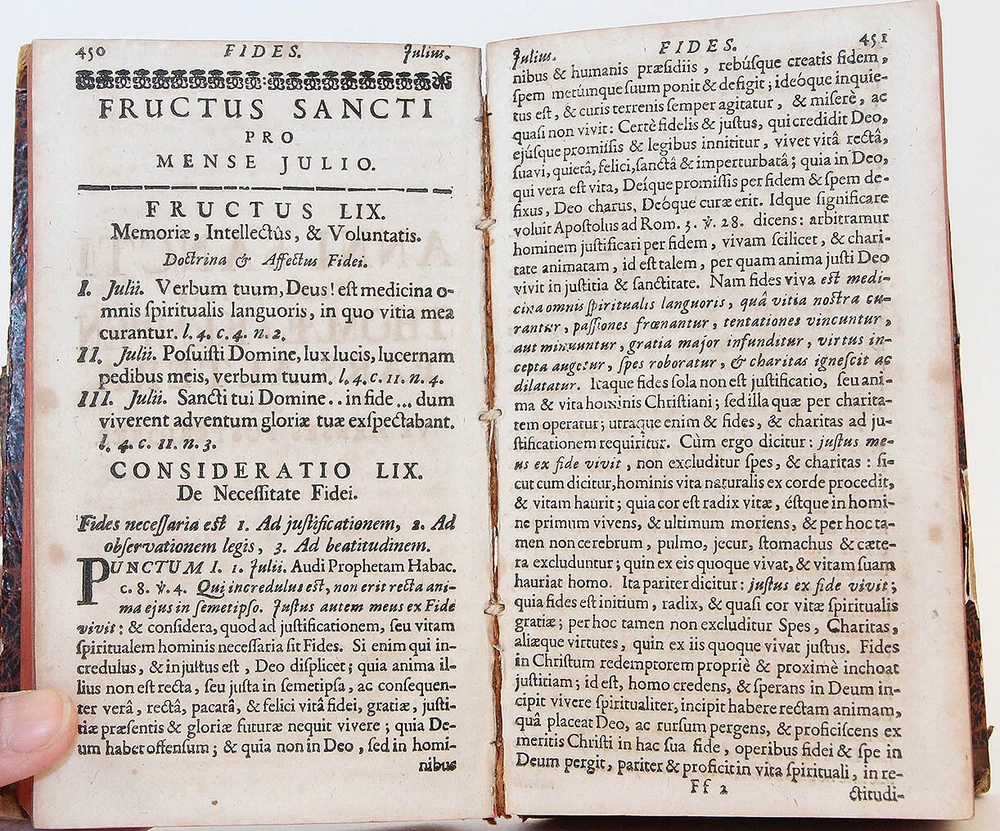 450 FIDES. Julius.
FRUCTUS SANCTI
PRO
MENSE JULIO.
FRUCTUS LIX.
Memoriæ, Intellectûs, & Voluntatis.
Doctrina & Affectus Fidei.
I. Julii. Verbum tuum, Deus! est medicina o-
mnis spiritualis languoris, in quo vitia mea
curantur. l. 4. c. 4. n. 2.
II. Julii. Posuisti Domine, lux lucis, lucernam
pedibus meis, verbum tuum. l. 4. c. 11. n. 4.
III. Julii. Sancti tui Domine.. in fide... dum
viverent adventum gloriæ tuæ exspectabant.
l. 4. c. 11. n. 3.
CONSIDERATIO LIX.
De Necessitate Fidei.
Fides necessaria est 1. Ad justificationem, 2. Ad
observationem legis, 3. Ad beatitudinem.
PUNCTUM I. 1. Julii. Audi Prophetam Habac.
c. 8. ℣. 4. Qui incredulus est, non erit recta ani-
ma ejus in semetipso. Justus autem meus ex Fide
vivit: & considera, quod ad justificationem, seu vitam
spiritualem hominis necessaria sit Fides. Si enim qui in-
credulus, & injustus est, Deo displicet; quia anima il-
lius non est recta, seu justa in semetipsa, ac consequen-
ter verâ, rectâ, pacatâ, & felici vitâ fidei, gratiæ, justi-
tiæ præsentis & gloriæ futuræ nequit vivere; quia De-
um habet offensum; & quia non in Deo, sed in homi-
nibus
Julius. FIDES. 451
nibus & humanis præsidiis, rebúsque creatis fidem,
spem metúmque suum ponit & defigit; ideóque inquie-
tus est, & curis terrenis semper agitatur, & miserè, ac
quasi non vivit: Certè fidelis & justus, qui credidit Deo,
ejúsque promissis & legibus innititur, vivet vitâ rectâ,
suavi, quietâ, felici, sanctâ & imperturbatâ; quia in Deo,
qui vera est vita, Deíque promissis per fidem & spem de-
fixus, Deo charus, Deóque curæ erit. Idque significare
voluit Apostolus ad Rom. 3. ℣. 28. dicens: arbitramur
hominem justificari per fidem, vivam scilicet, & chari-
tate animatam, id est talem, per quam anima justi Deo
vivit in justitia & sanctitate. Nam fides viva est medi-
cina omnis spiritualis languoris, quâ vitia nostra cu-
rantur, passiones frœnantur, tentationes vincuntur,
aut minuuntur, gratia major infunditur, virtus in-
cepta augetur, spes roboratur, & charitas ignescit ac
dilatatur. Itaque fides sola non est justificatio, seu ani-
ma & vita hominis Christiani; sed illa quæ per charita-
tem operatur; utraque enim & fides, & charitas ad ju-
stificationem requiritur. Cùm ergo dicitur: justus me-
us ex fide vivit, non excluditur spes, & charitas: si-
cut cum dicitur, hominis vita naturalis ex corde procedit,
& vitam haurit; quia cor est radix vitæ, éstque in homi-
ne primum vivens, & ultimum moriens, & per hoc ta-
men non cerebrum, pulmo, jecur, stomachus & cæte-
ra excluduntur; quin ex eis quoque vivat, & vitam suam
hauriat homo. Ita pariter dicitur: justus ex fide vivit;
quia fides est initium, radix, & quasi cor vitæ spiritualis
gratiæ; per hoc tamen non excluditur Spes, Charitas,
aliæque virtutes, quin ex iis quoque vivat justus. Fides
in Christum redemptorem propriè & proximè inchoat
justitiam; id est, homo credens, & sperans in Deum in-
cipit vivere spiritualiter, incipit habere rectam animam,
quâ placeat Deo, ac rursum pergens, & proficiscens ex
meritis Christi in hac sua fide, operibus fidei & spe in
Deum pergit, pariter & proficit in vita spirituali, in re-
Ff 2 ctitudi-